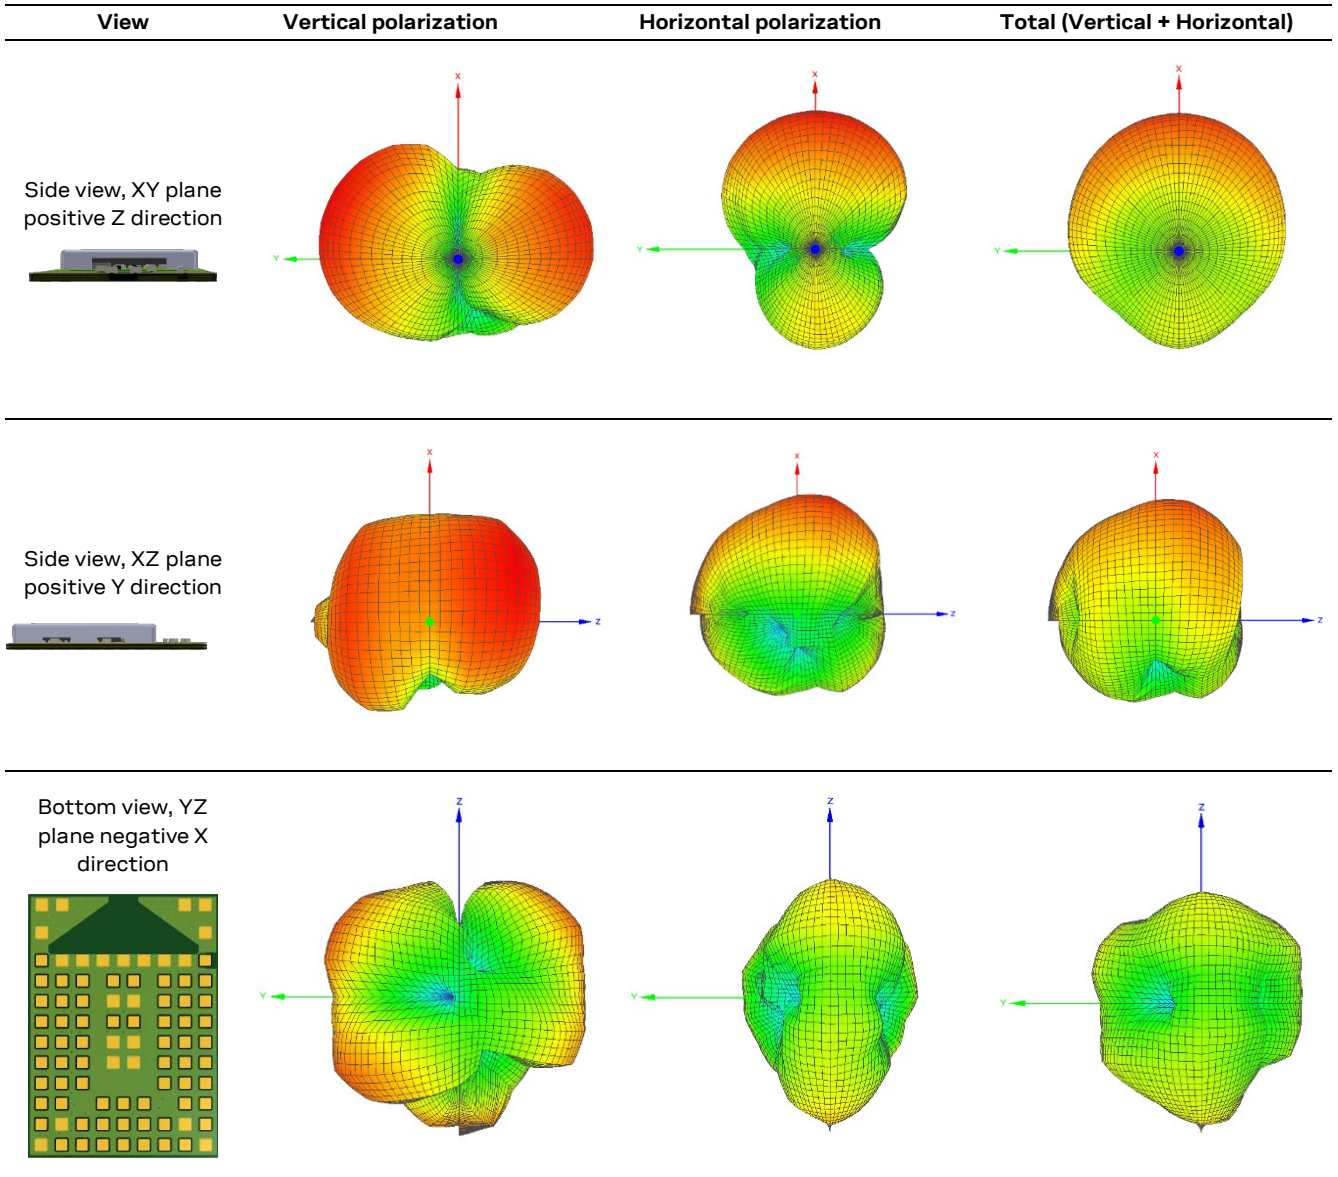 View Vertical polarization Horizontal polarization Total (Vertical + Horizontal)
Side view, XY plane
positive Z direction
X
Y
X
Y
X
Y
Side view, XZ plane
positive Y direction
X
Z
X
Z
X
Z
Bottom view, YZ
plane negative X
direction
Z
Y
Z
Y
Z
Y